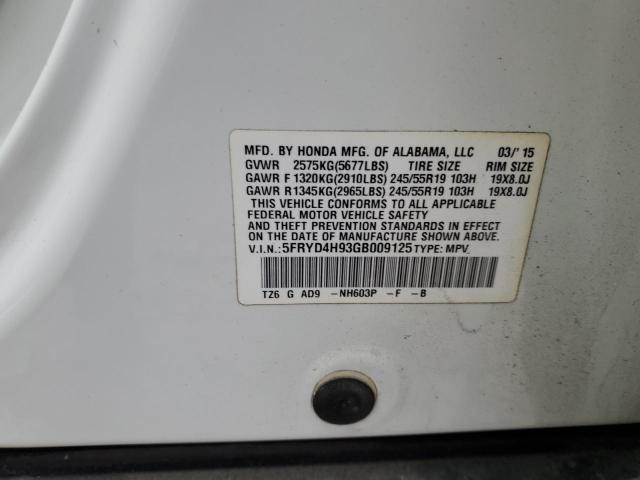 MFD. BY HONDA MFG. OF ALABAMA, LLC 03/'15
GVWR 2575KG(5677LBS) TIRE SIZE RIM SIZE
GAWR F 1320KG(2910LBS) 245/55R19 103H 19X8.0J
GAWR R 1345KG(2965LBS) 245/55R19 103H 19X8.0J
THIS VEHICLE CONFORMS TO ALL APPLICABLE
FEDERAL MOTOR VEHICLE SAFETY
AND THEFT PREVENTION STANDARDS IN EFFECT
ON THE DATE OF MANUFACTURE SHOWN ABOVE.
V.I.N.:5FRYD4H93GB009125 TYPE: MPV.
TZ6 G AD9 -NH603P -F -B